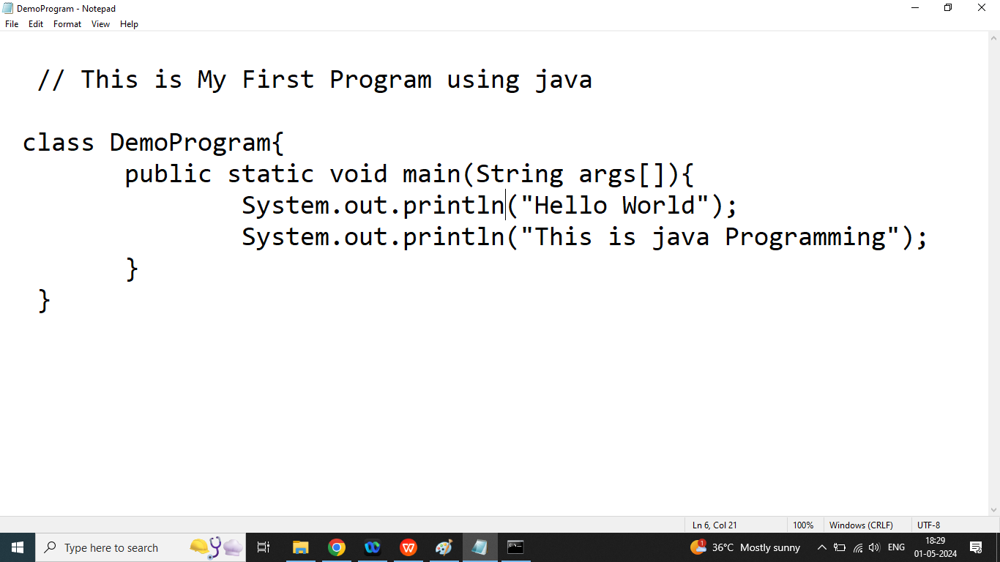 DemoProgram - Notepad
File Edit Format View Help
// This is My First Program using java
class DemoProgram{
public static void main(String args[]){
System.out.println("Hello World");
System.out.println("This is java Programming");
}
}
Ln 6, Col 21 100% Windows (CRLF) UTF-8
Type here to search
1 36°C Mostly sunny ENG 18:29
01-05-2024